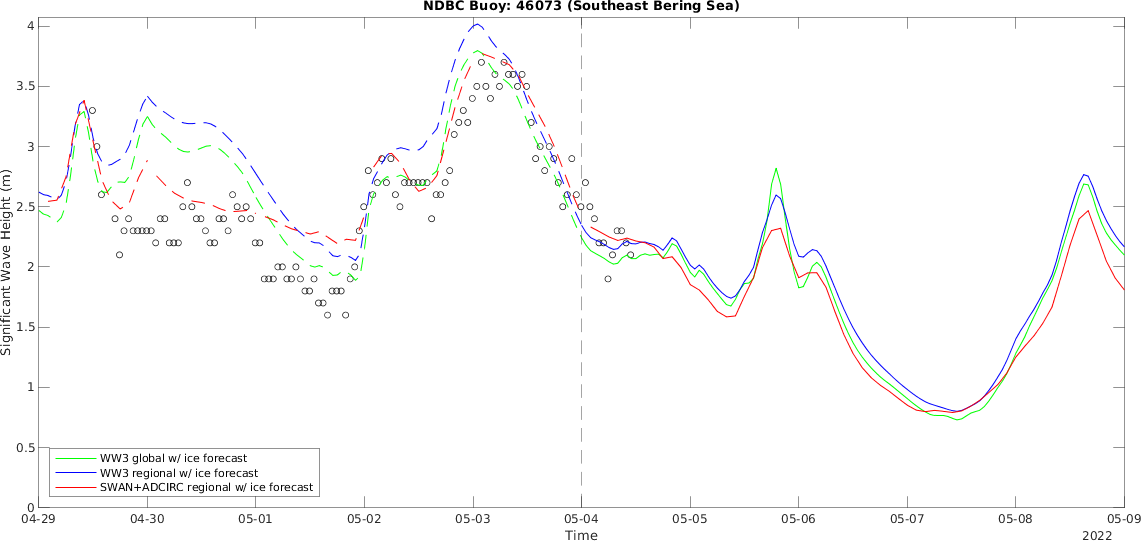 NDBC Buoy: 46073 (Southeast Bering Sea)
Significant Wave Height (m)
4
3.5
3
2.5
2
1.5
1
0.5
0
WW3 global w/ ice forecast
WW3 regional w/ ice forecast
SWAN+ADCIRC regional w/ ice forecast
04-29 04-30 05-01 05-02 05-03 05-04 05-05 05-06 05-07 05-08 05-09
Time
2022